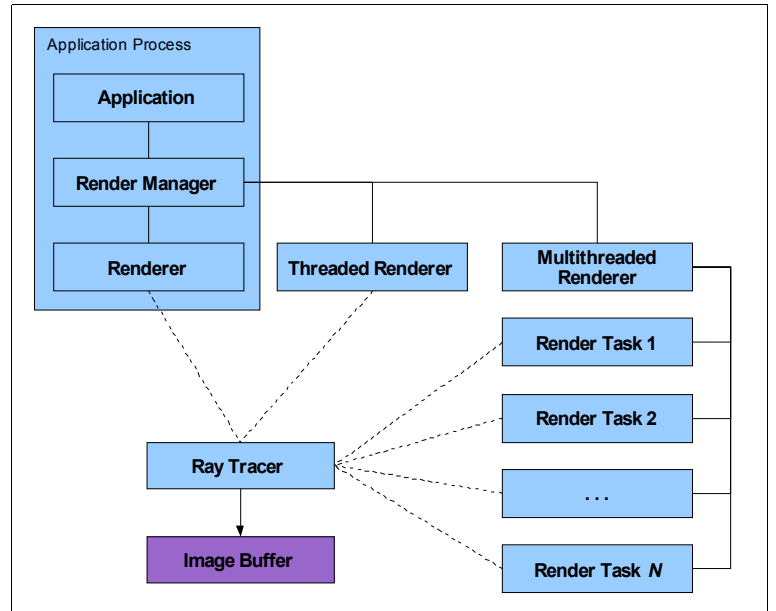 Application Process
Application
Render Manager
Renderer
Threaded Renderer
Multithreaded
Renderer
Render Task 1
Render Task 2
Ray Tracer
. . .
Image Buffer
Render Task N